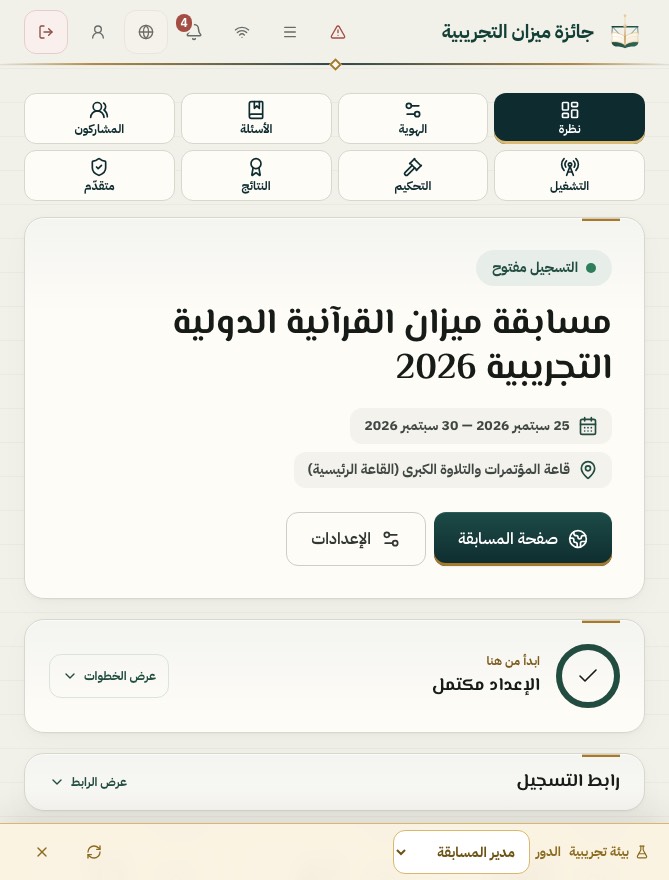 جائزة ميزان التجريبية
4
نظرة
الهوية
الأسئلة
المشاركون
التشغيل
التحكيم
النتائج
متقدّم
التسجيل مفتوح
مسابقة ميزان القرآنية الدولية
التجريبية 2026
25 سبتمبر 2026 — 30 سبتمبر 2026
قاعة المؤتمرات والتلاوة الكبرى (القاعة الرئيسية)
صفحة المسابقة
الإعدادات
ابدأ من هنا
الإعداد مكتمل
عرض الخطوات
رابط التسجيل
عرض الرابط
بيئة تجريبية
الدور
مدير المسابقة